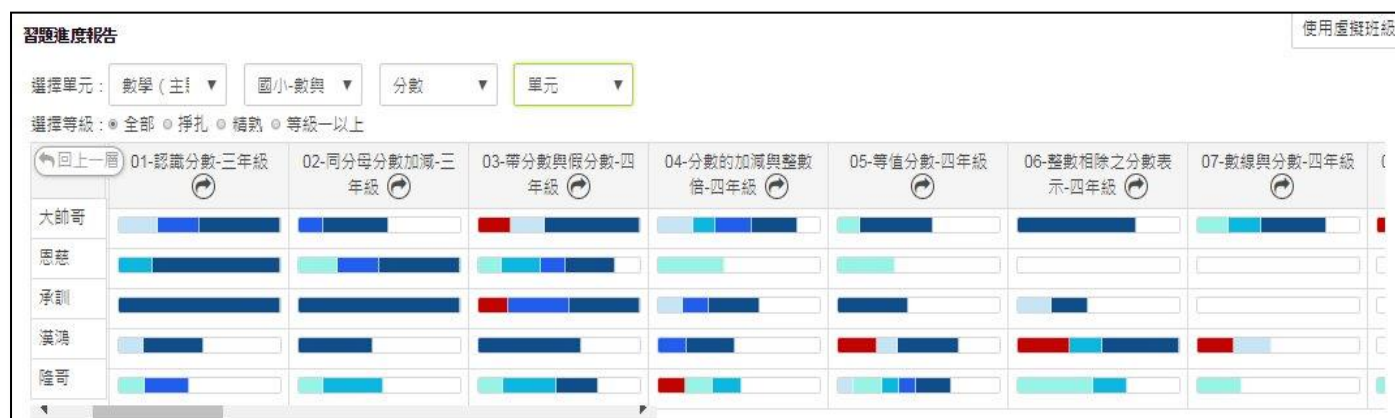 習題進度報告
使用虛擬班級
選擇單元： 數學（主 國小-數與 分數 單元
選擇等級： 全部 掙扎 精熟 等級一以上
回上一層 01-認識分數-三年級 02-同分母分數加減-三 03-帶分數與假分數-四 04-分數的加減與整數 05-等值分數-四年級 06-整數相除之分數表 07-數線與分數-四年級
年級 年級 倍-四年級 示-四年級
大帥哥
恩慈
承訓
漢鴻
隆哥